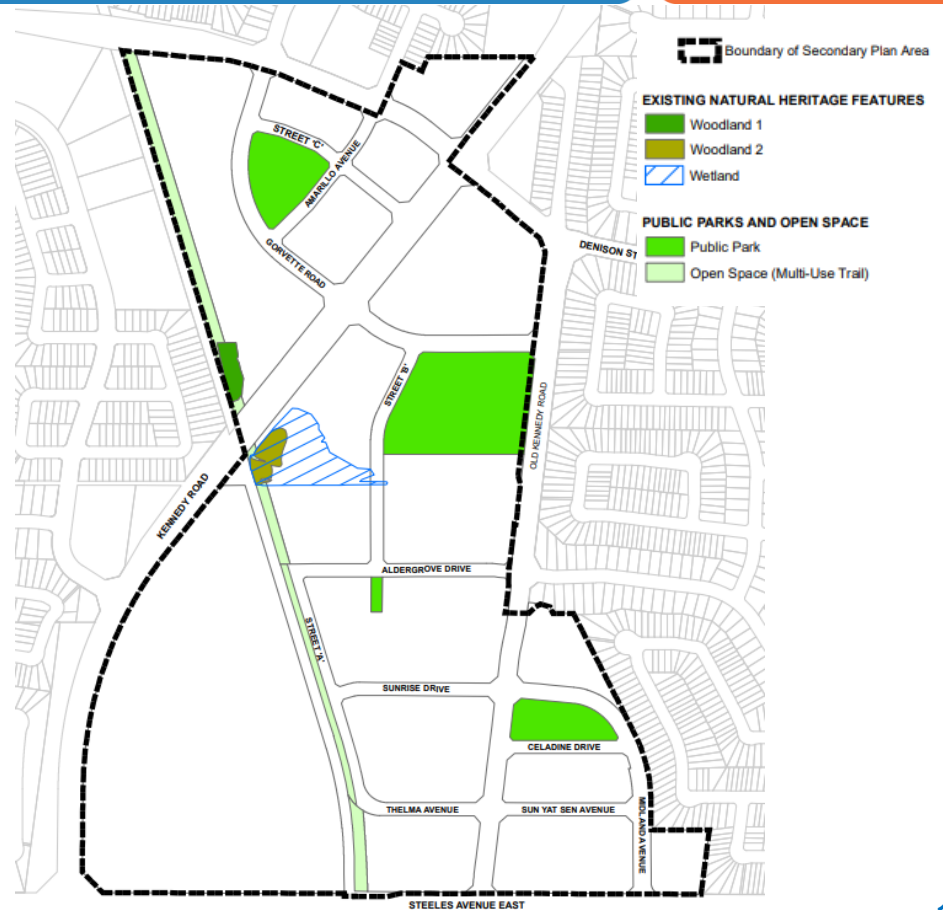 Boundary of Secondary Plan Area
EXISTING NATURAL HERITAGE FEATURES
Woodland 1
Woodland 2
Wetland
PUBLIC PARKS AND OPEN SPACE
Public Park
Open Space (Multi-Use Trail)
STREET 'C'
AMARILLO AVENUE
GORVETTE ROAD
DENISON ST
STREET 'B'
OLD KENNEDY ROAD
KENNEDY ROAD
ALDERGROVE DRIVE
STREET 'A'
SUNRISE DRIVE
CELADINE DRIVE
THELMA AVENUE
SUN YAT SEN AVENUE
MIDLAND AVENUE
STEELES AVENUE EAST